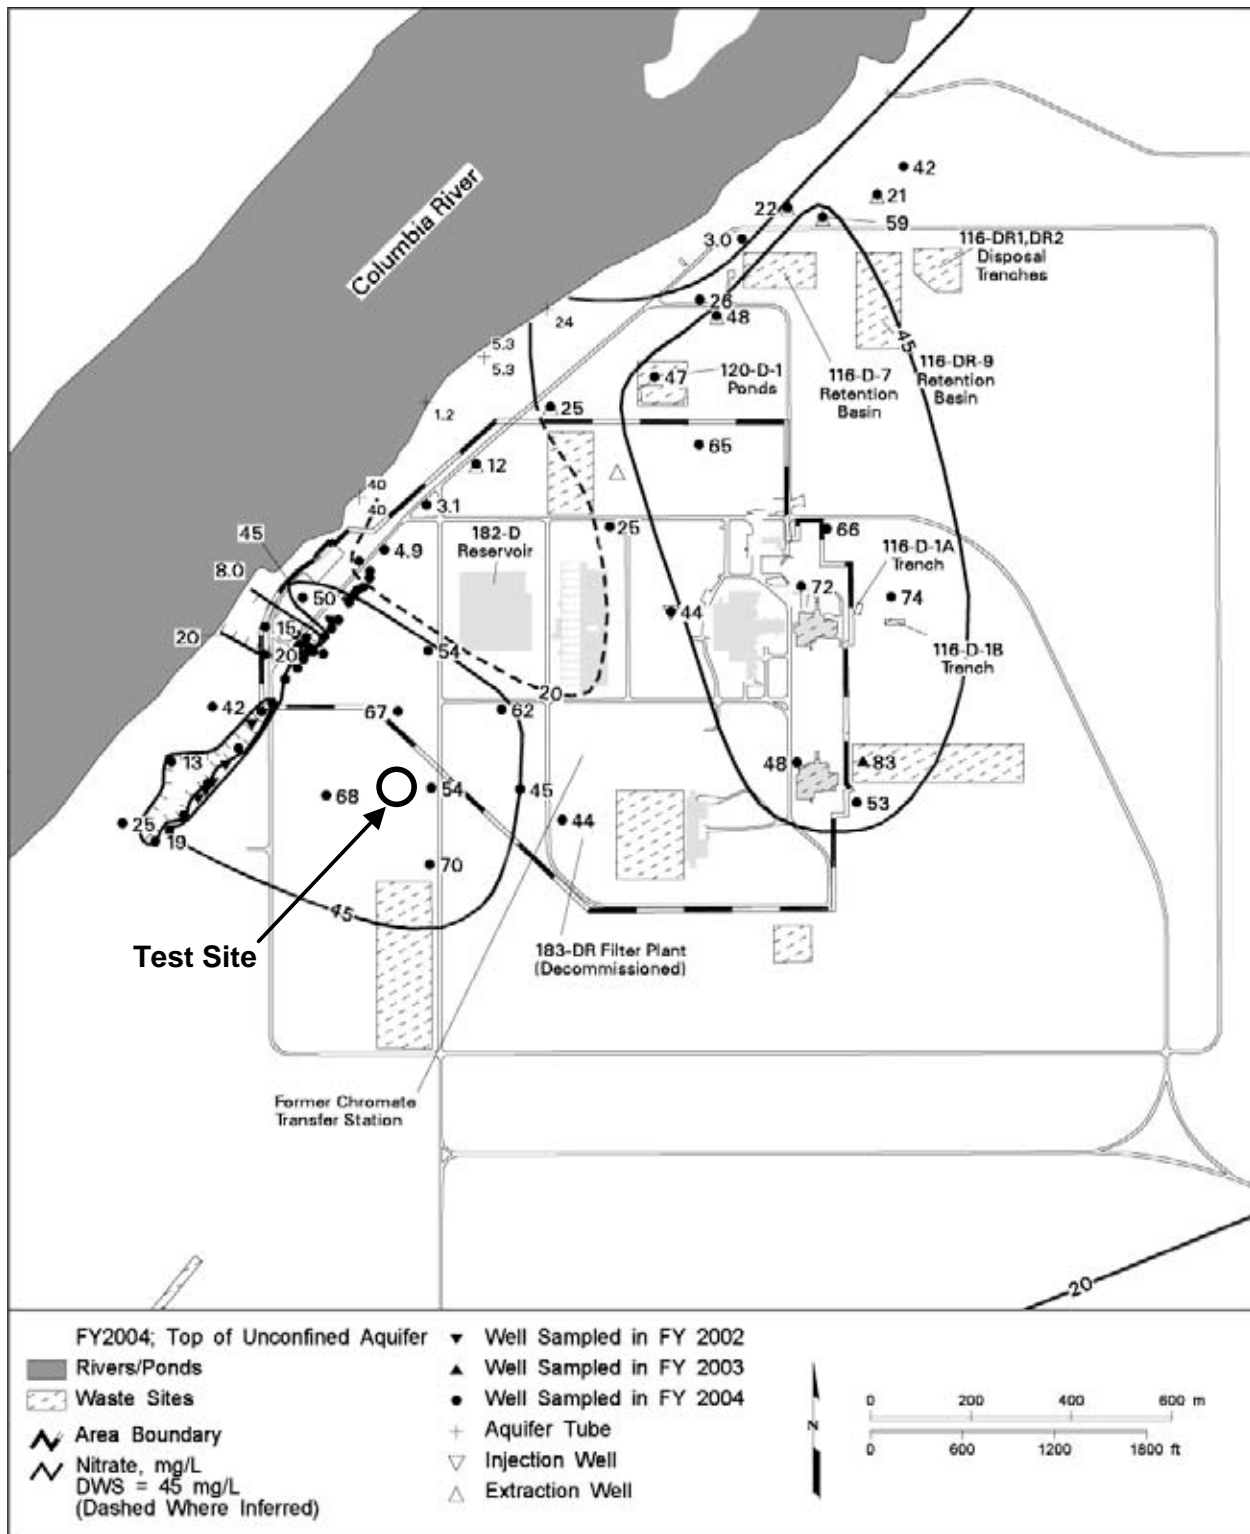 Columbia River
42
21
22
59
3.0
116-DR1,DR2
Disposal
Trenches
26
24
48
45
5.3
5.3
47
120-D-1
Ponds
116-D-7
Retention
Basin
116-DR-9
Retention
Basin
1.2
25
65
12
40
40
3.1
45
182-D
Reservoir
25
66
116-D-1A
Trench
4.9
8.0
50
72
74
44
15
20
54
20
116-D-1B
Trench
20
42
67
62
13
48
83
68
54
45
53
25
44
19
70
45
Test Site
183-DR Filter Plant
(Decommissioned)
Former Chromate
Transfer Station
20
FY2004; Top of Unconfined Aquifer
Rivers/Ponds
Waste Sites
Area Boundary
Nitrate, mg/L
DWS = 45 mg/L
(Dashed Where Inferred)
Well Sampled in FY 2002
Well Sampled in FY 2003
Well Sampled in FY 2004
Aquifer Tube
Injection Well
Extraction Well
N
0 200 400 600 m
0 600 1200 1800 ft